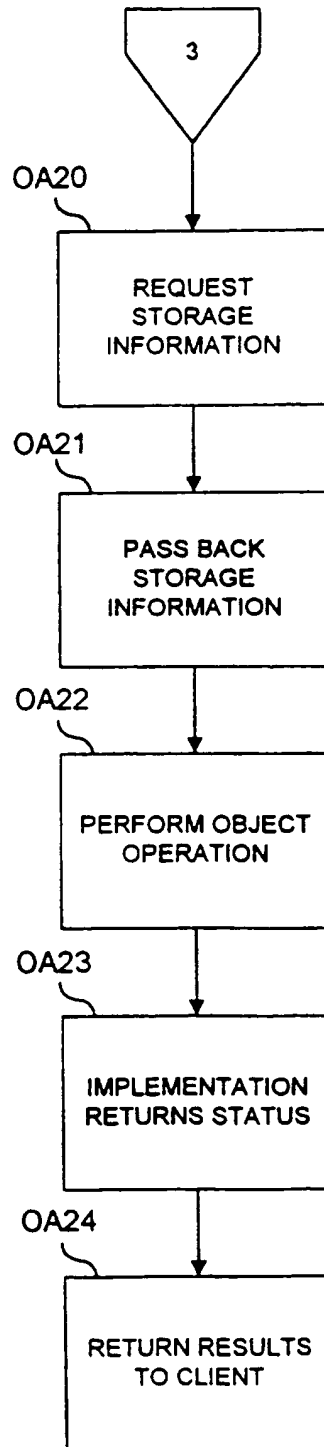 3
OA20
REQUEST
STORAGE
INFORMATION
OA21
PASS BACK
STORAGE
INFORMATION
OA22
PERFORM OBJECT
OPERATION
OA23
IMPLEMENTATION
RETURNS STATUS
OA24
RETURN RESULTS
TO CLIENT